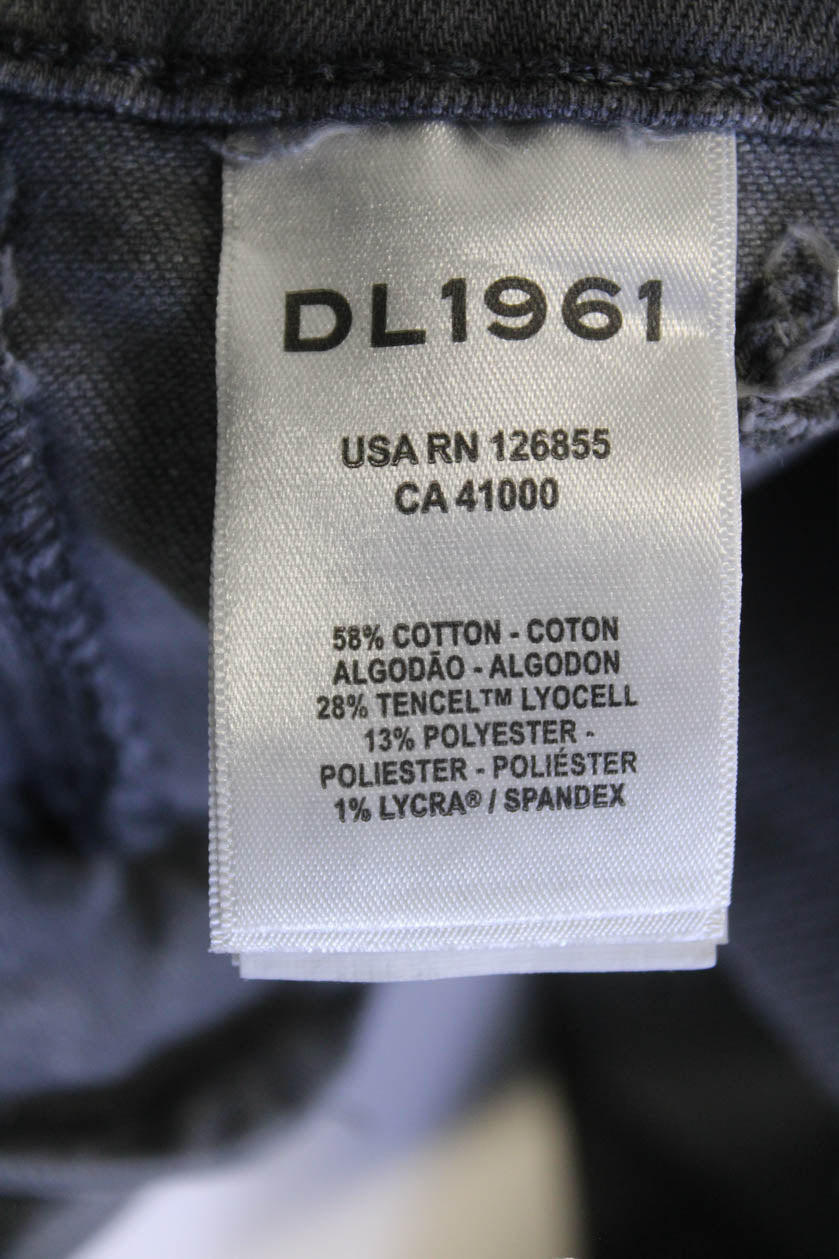 DL1961
USA RN 126855
CA 41000
58% COTTON - COTON
ALGODÃO - ALGODON
28% TENCEL™ LYOCELL
13% POLYESTER -
POLIESTER - POLIÉSTER
1% LYCRA® / SPANDEX